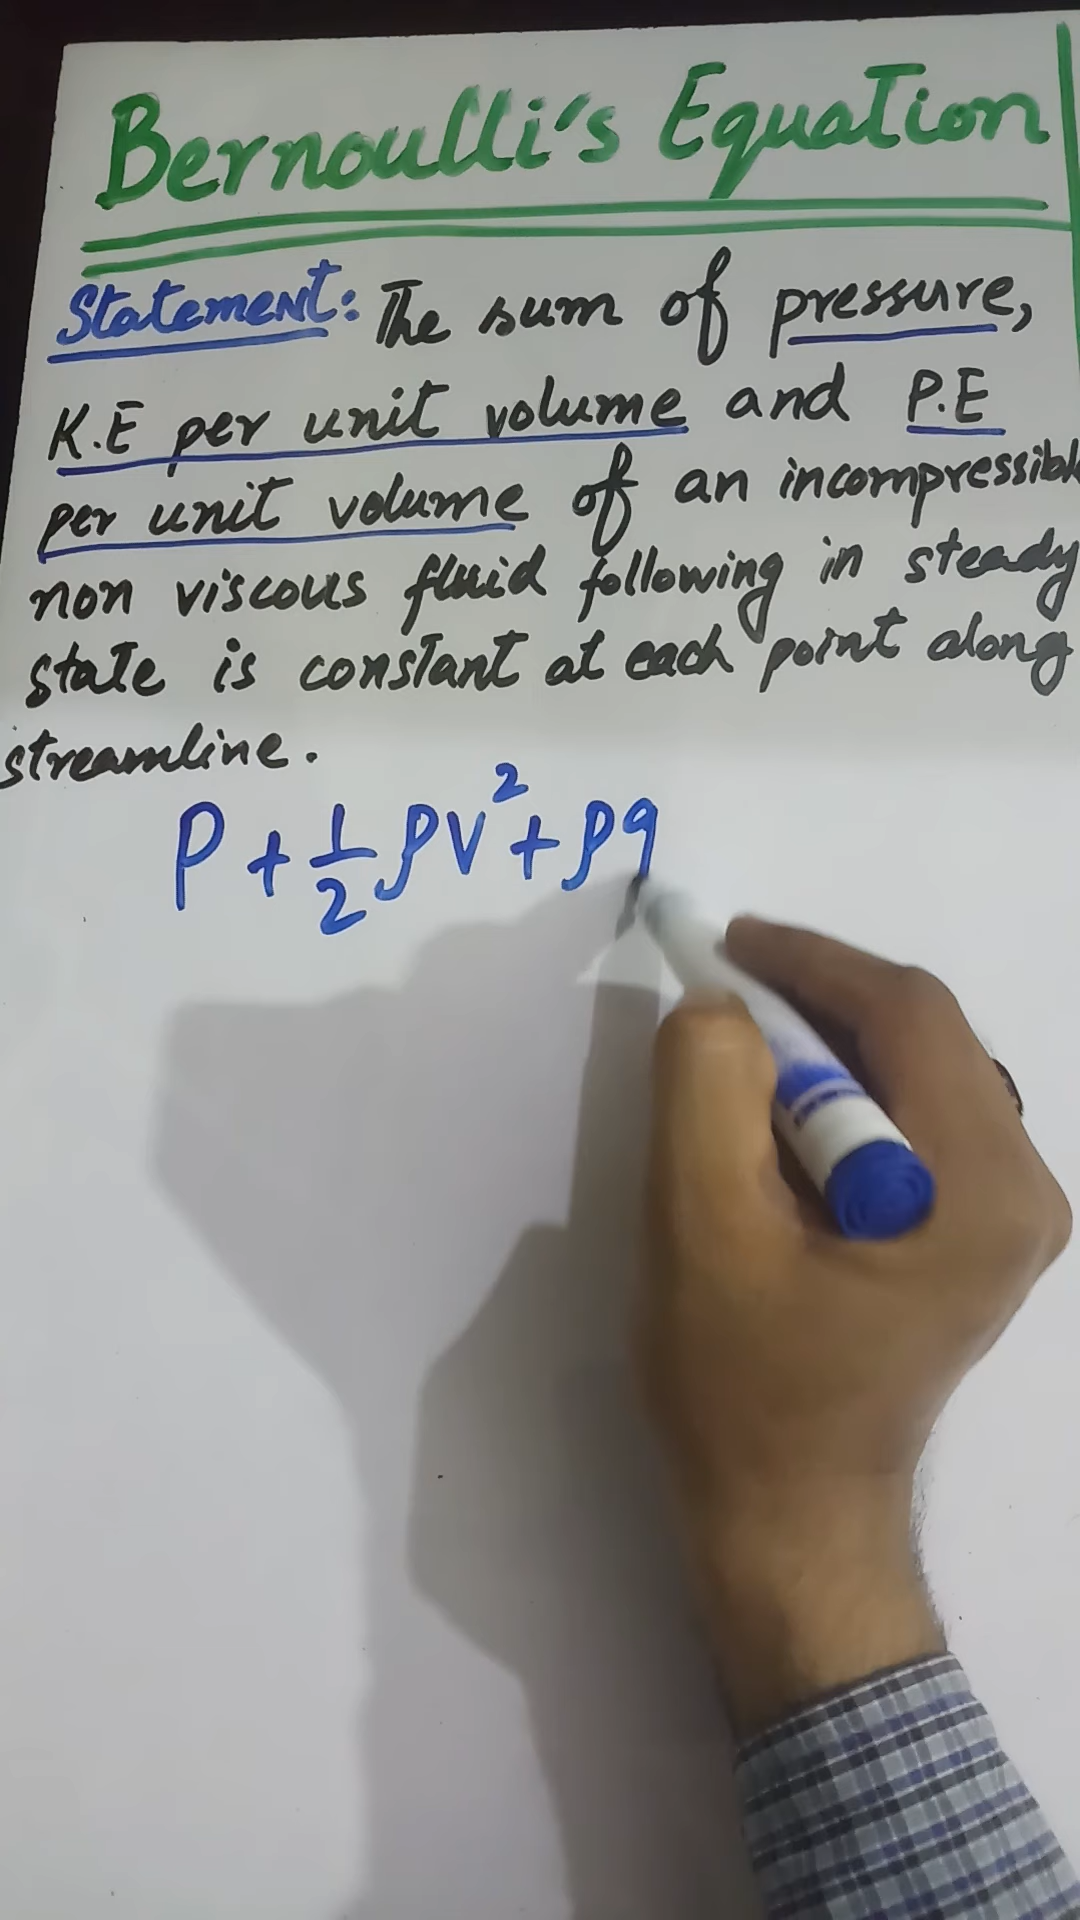 Bernoulli's Equation
Statement: The sum of pressure,
K.E per unit volume and P.E
per unit volume of an incompressible
non viscous fluid following in steady
state is constant at each point along
streamline.
P + 1/2 ρv² + ρg